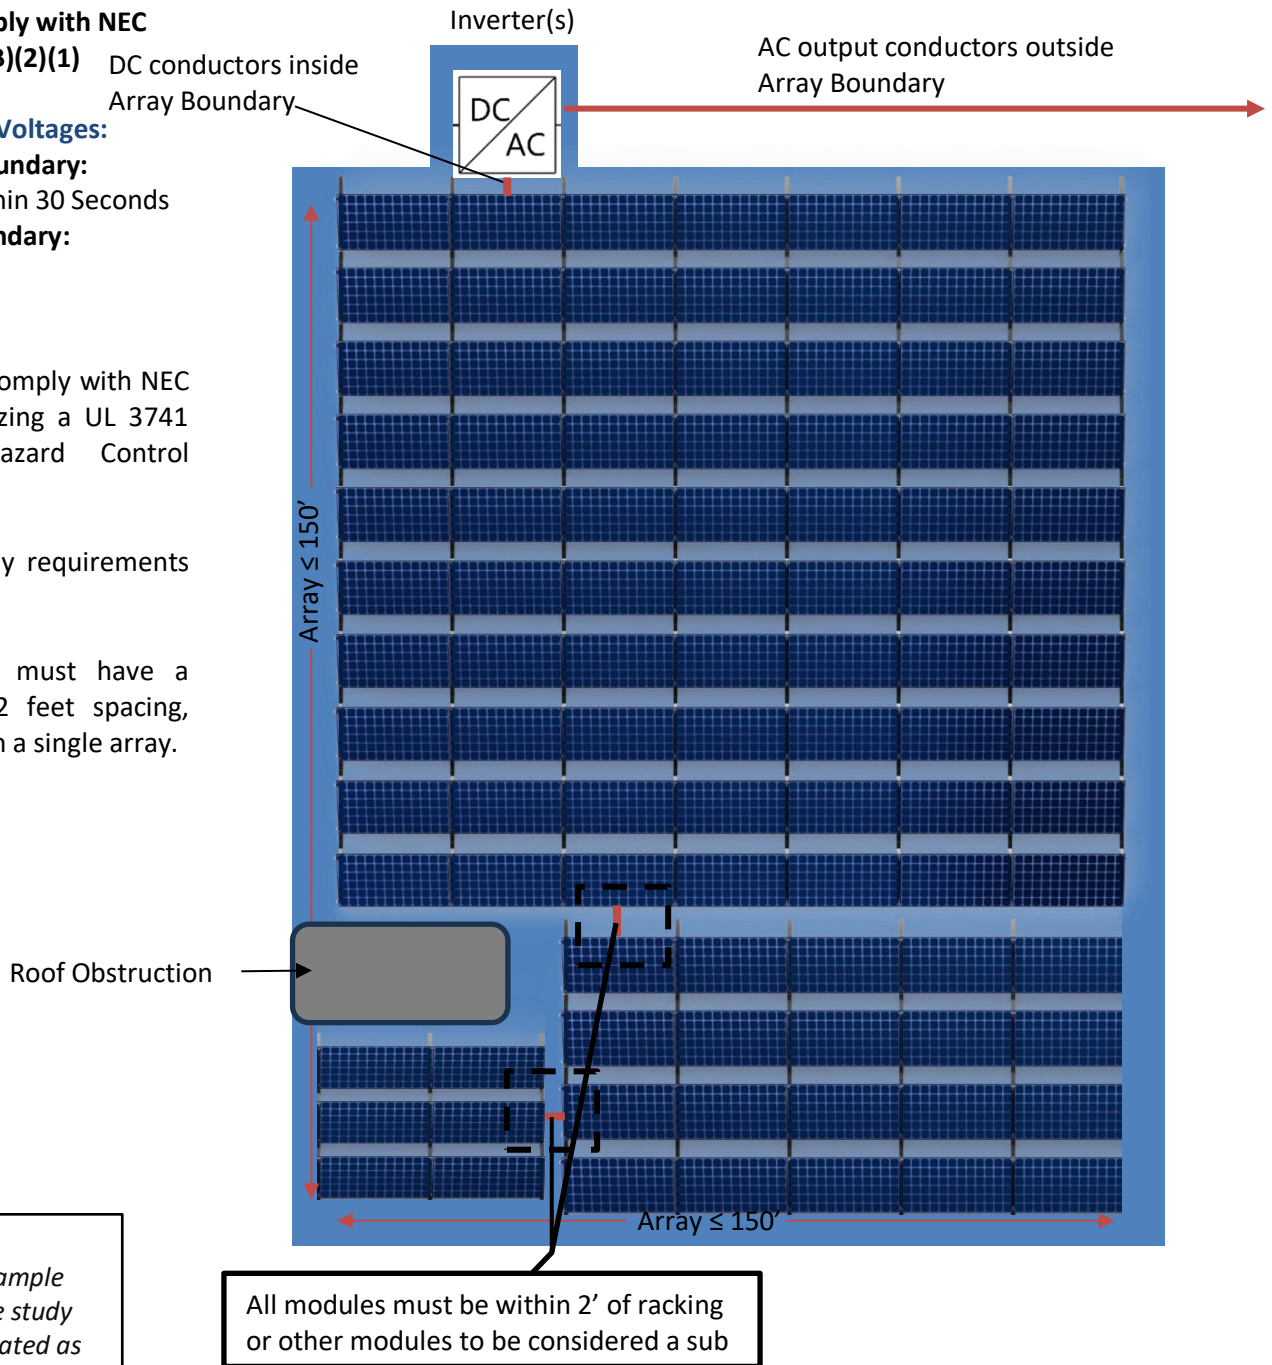 ply with NEC
)(2)(1)
Voltages:
undary:
hin 30 Seconds
ndary:
omply with NEC
zing a UL 3741
azard Control
y requirements
must have a
2 feet spacing,
n a single array.
Inverter(s)
DC conductors inside
Array Boundary
AC output conductors outside
Array Boundary
DC
AC
Array ≤ 150’
Roof Obstruction
Array ≤ 150’
ample
e study
ated as
All modules must be within 2’ of racking
or other modules to be considered a sub